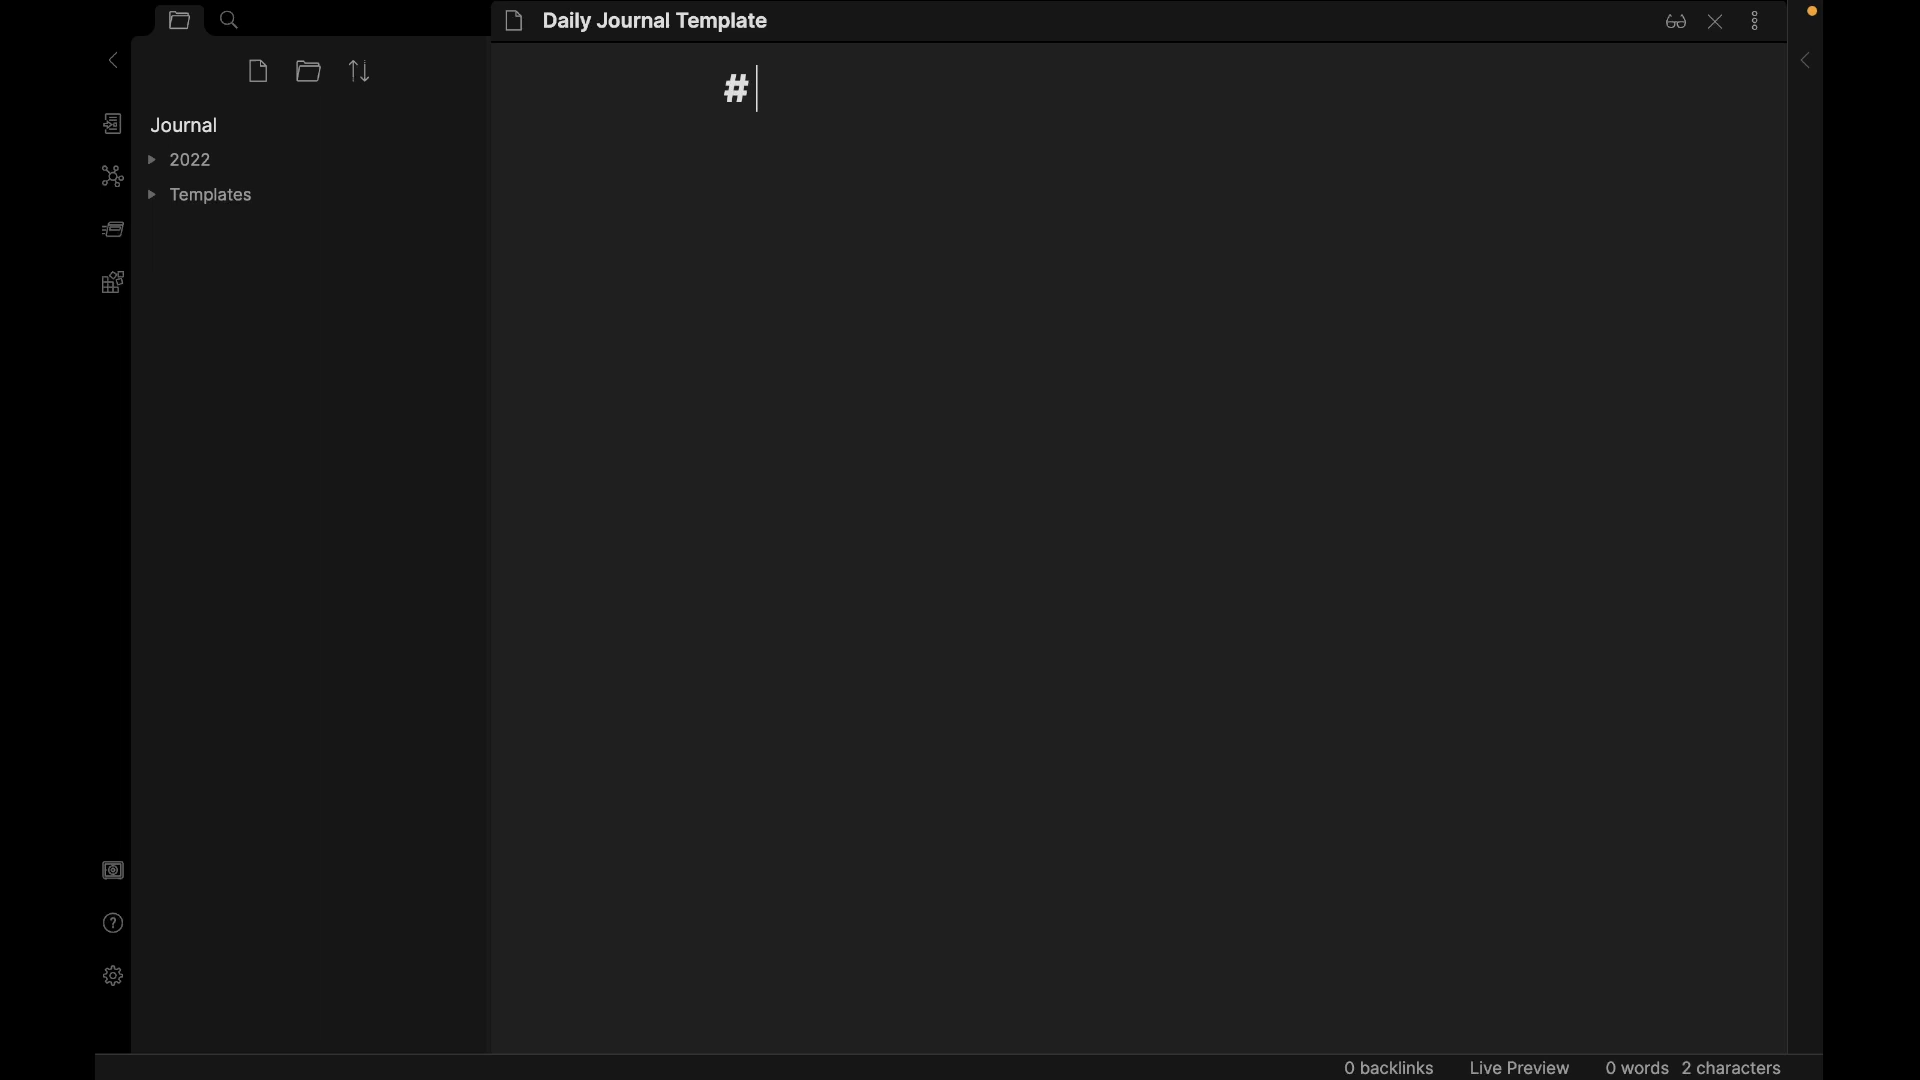 Daily Journal Template
#
Journal
2022
Templates
0 backlinks Live Preview 0 words 2 characters